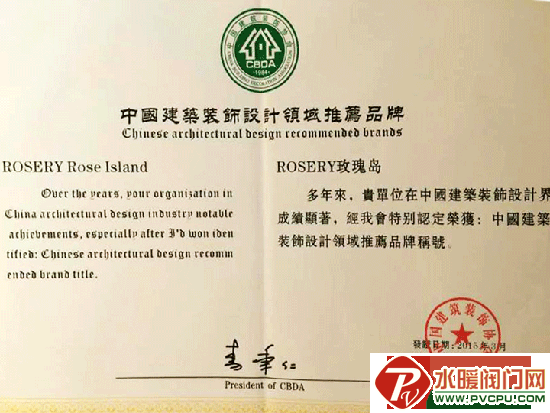 CBDA
·1984·
中國建築裝飾設計領域推薦品牌
Chinese architectural design recommended brands
ROSERY Rose Island
Over the years, your organization in
China architectural design industry notable
achievements, especially after I'd won iden
tified: Chinese architectural design recomm
ended brand title.
ROSERY玫瑰岛
多年來，貴單位在中國建築裝飾設計界
成績顯著，經我會特別認定榮獲：中國建築
裝飾設計領域推薦品牌稱號。
發證日期：2015年3月
President of CBDA
水暖阀门网
WWW.PVCPU.COM